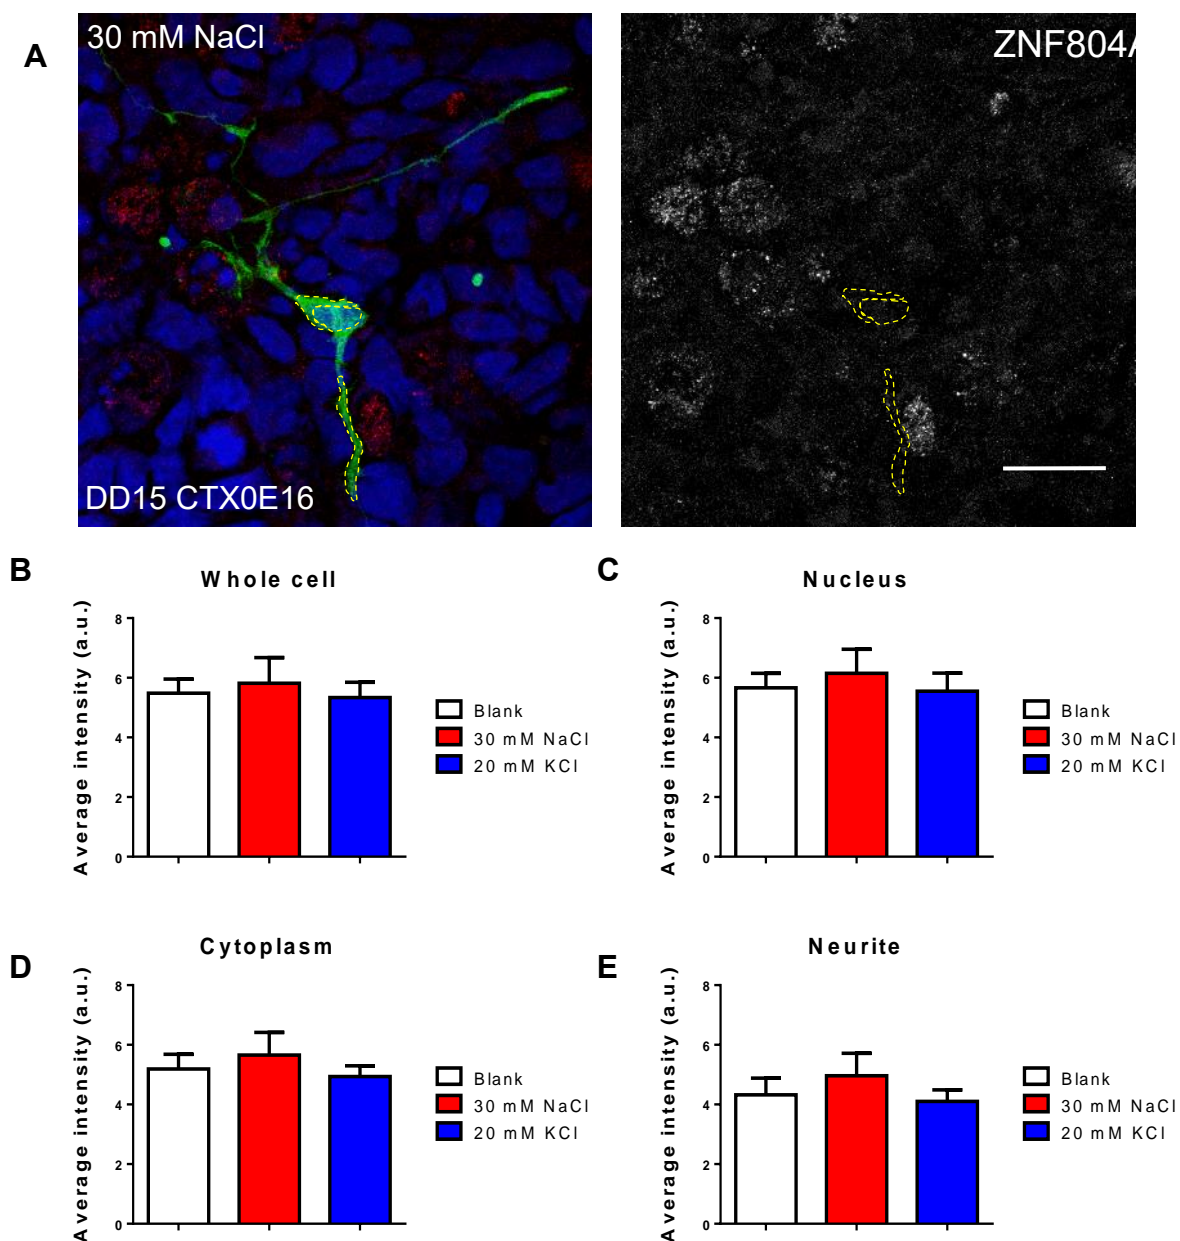 A
30 mM NaCl
ZNF804A
DD15 CTX0E16
B
Whole cell
Average intensity (a.u.)
8
6
4
2
0
Blank
30 mM NaCl
20 mM KCl
C
Nucleus
Average intensity (a.u.)
8
6
4
2
0
Blank
30 mM NaCl
20 mM KCl
D
Cytoplasm
Average intensity (a.u.)
8
6
4
2
0
Blank
30 mM NaCl
20 mM KCl
E
Neurite
Average intensity (a.u.)
8
6
4
2
0
Blank
30 mM NaCl
20 mM KCl